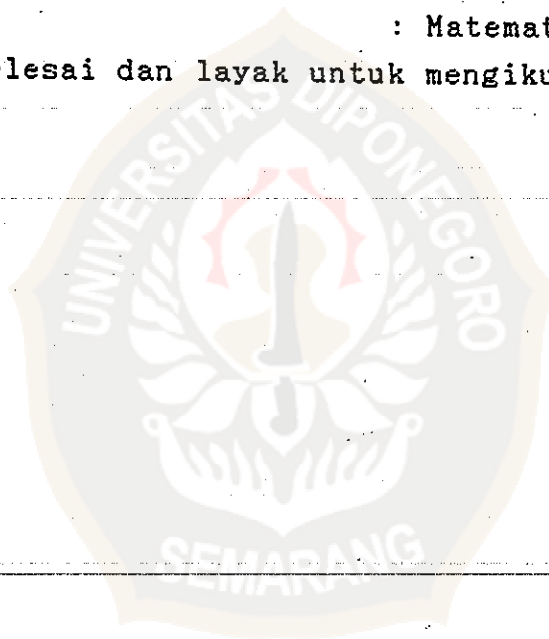 : Matemat
lesai dan layak untuk mengiku
UNIVERSITAS DIPONEGORO
SEMARANG